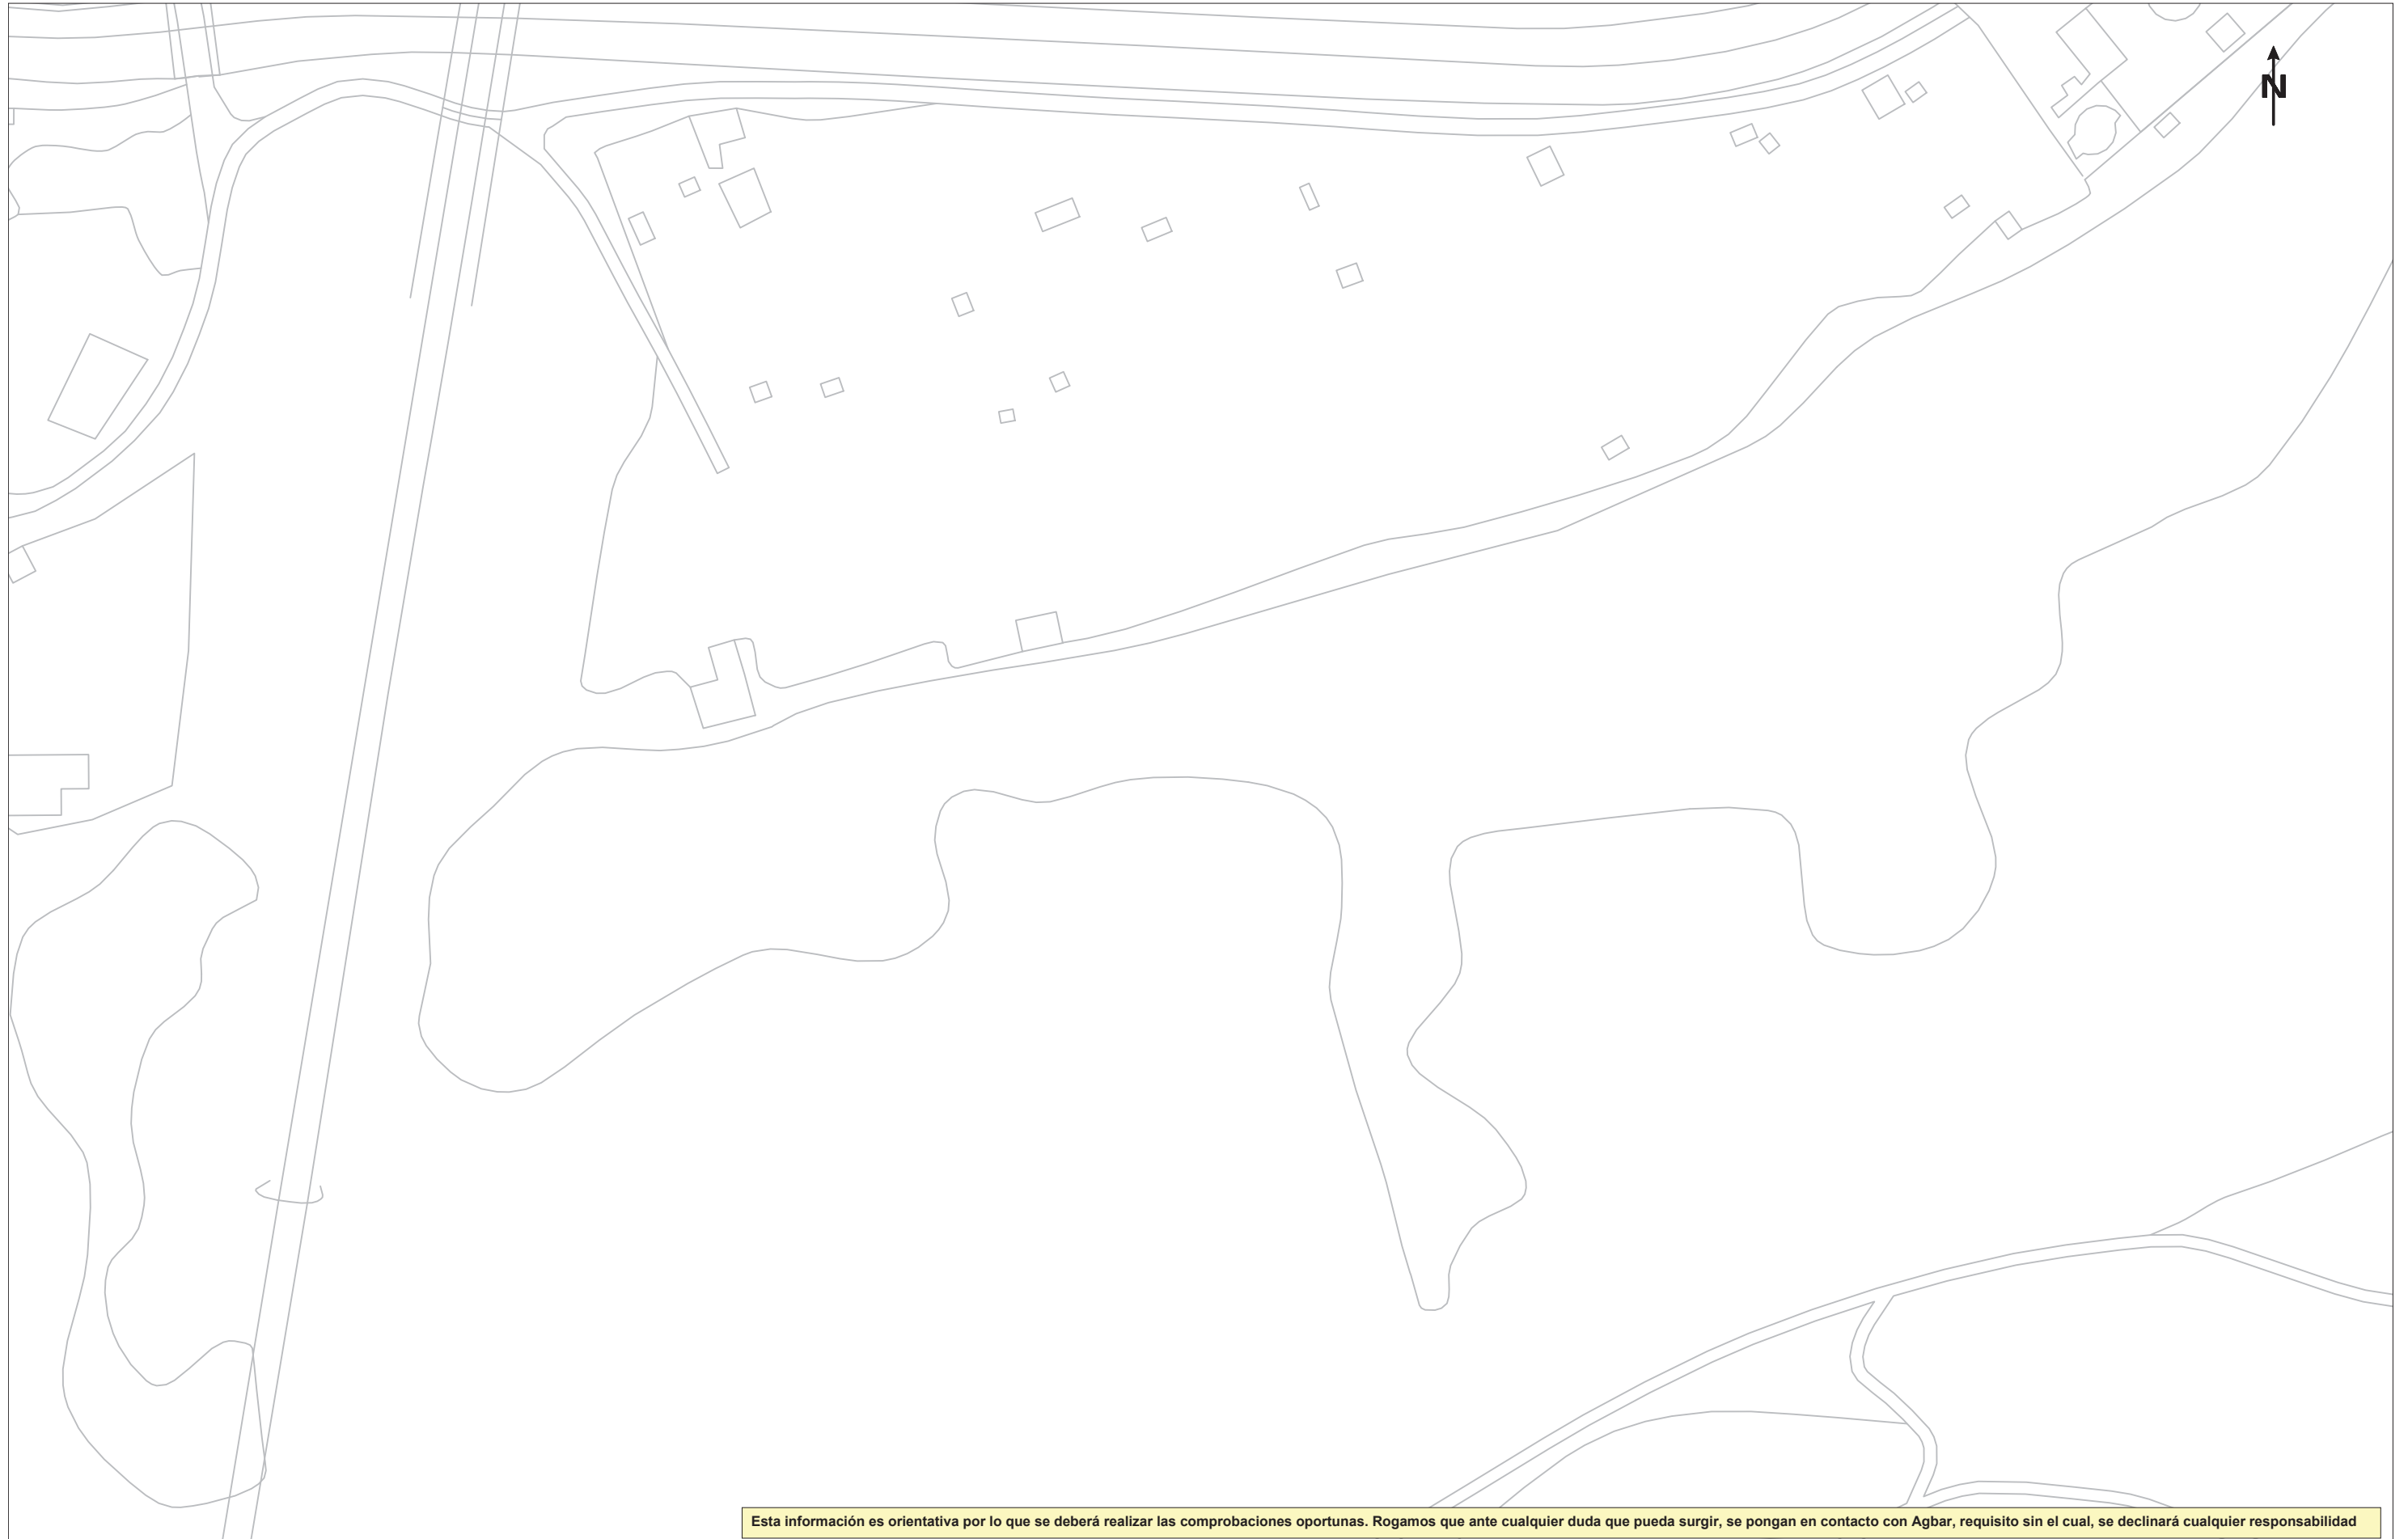 N
Esta información es orientativa por lo que se deberá realizar las comprobaciones oportunas. Rogamos que ante cualquier duda que pueda surgir, se pongan en contacto con Agbar, requisito sin el cual, se declinará cualquier responsabilidad